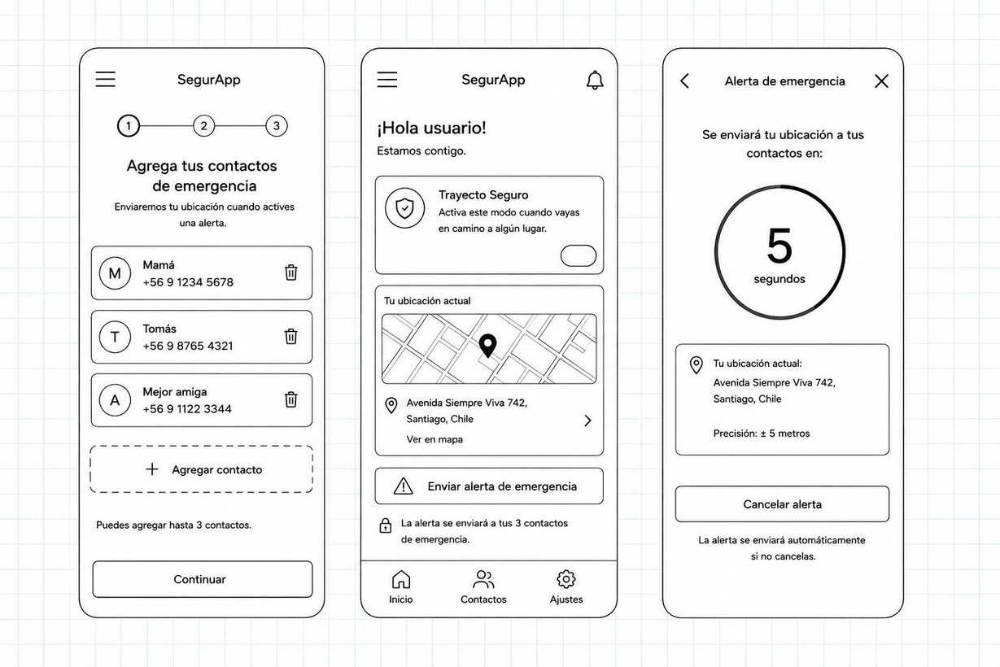 SegurApp
1
2
3
Agrega tus contactos
de emergencia
Enviaremos tu ubicación cuando actives
una alerta.
M
Mamá
+56 9 1234 5678
T
Tomás
+56 9 8765 4321
A
Mejor amiga
+56 9 1122 3344
+ Agregar contacto
Puedes agregar hasta 3 contactos.
Continuar
SegurApp
¡Hola usuario!
Estamos contigo.
Trayecto Seguro
Activa este modo cuando vayas
en camino a algún lugar.
Tu ubicación actual
Avenida Siempre Viva 742,
Santiago, Chile
Ver en mapa
Enviar alerta de emergencia
La alerta se enviará a tus 3 contactos
de emergencia.
Inicio
Contactos
Ajustes
Alerta de emergencia
Se enviará tu ubicación a tus
contactos en:
5
segundos
Tu ubicación actual:
Avenida Siempre Viva 742,
Santiago, Chile
Precisión: ± 5 metros
Cancelar alerta
La alerta se enviará automáticamente
si no cancelas.